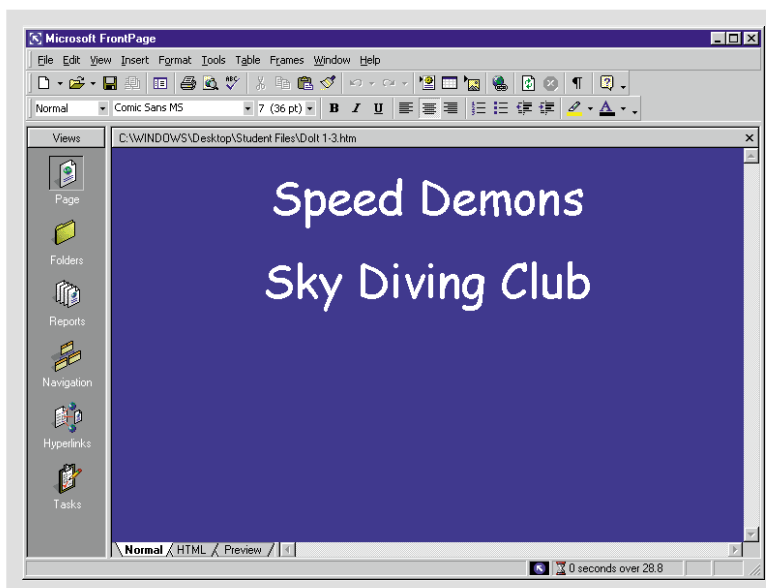 Microsoft FrontPage
File Edit View Insert Format Tools Table Frames Window Help
Normal Comic Sans MS 7 (36 pt) B I U A
Views C:\WINDOWS\Desktop\Student Files\DoIt 1-3.htm
Page
Folders
Reports
Navigation
Hyperlinks
Tasks
Speed Demons
Sky Diving Club
Normal HTML Preview
0 seconds over 28.8